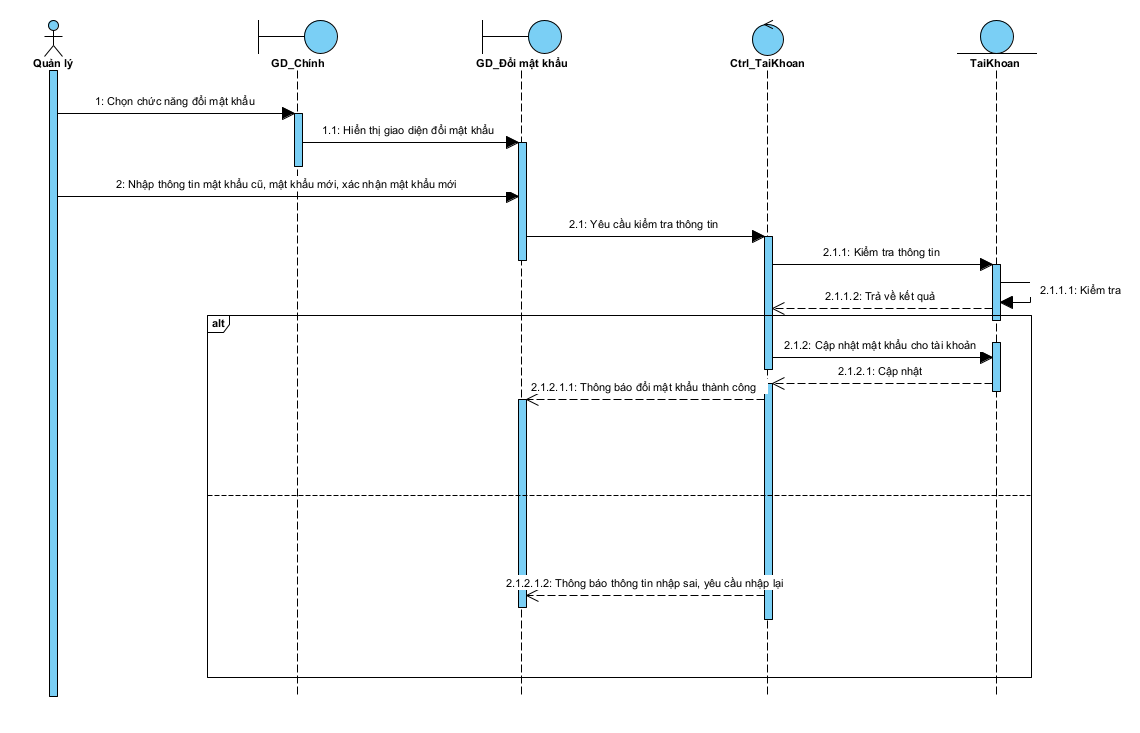 Quản lý
GD_Chính
GD_Đổi mật khẩu
Ctrl_TaiKhoan
TaiKhoan
1: Chọn chức năng đổi mật khẩu
1.1: Hiển thị giao diện đổi mật khẩu
2: Nhập thông tin mật khẩu cũ, mật khẩu mới, xác nhận mật khẩu mới
2.1: Yêu cầu kiểm tra thông tin
2.1.1: Kiểm tra thông tin
2.1.1.1: Kiểm tra
2.1.1.2: Trả về kết quả
alt
2.1.2: Cập nhật mật khẩu cho tài khoản
2.1.2.1: Cập nhật
2.1.2.1.1: Thông báo đổi mật khẩu thành công
2.1.2.1.2: Thông báo thông tin nhập sai, yêu cầu nhập lại